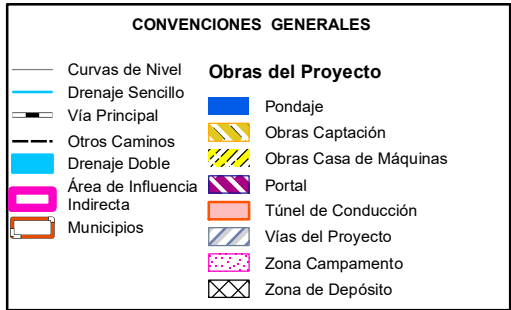 CONVENCIONES GENERALES
Curvas de Nivel
Drenaje Sencillo
Vía Principal
Otros Caminos
Drenaje Doble
Área de Influencia
Indirecta
Municipios
Obras del Proyecto
Pondaje
Obras Captación
Obras Casa de Máquinas
Portal
Túnel de Conducción
Vías del Proyecto
Zona Campamento
Zona de Depósito